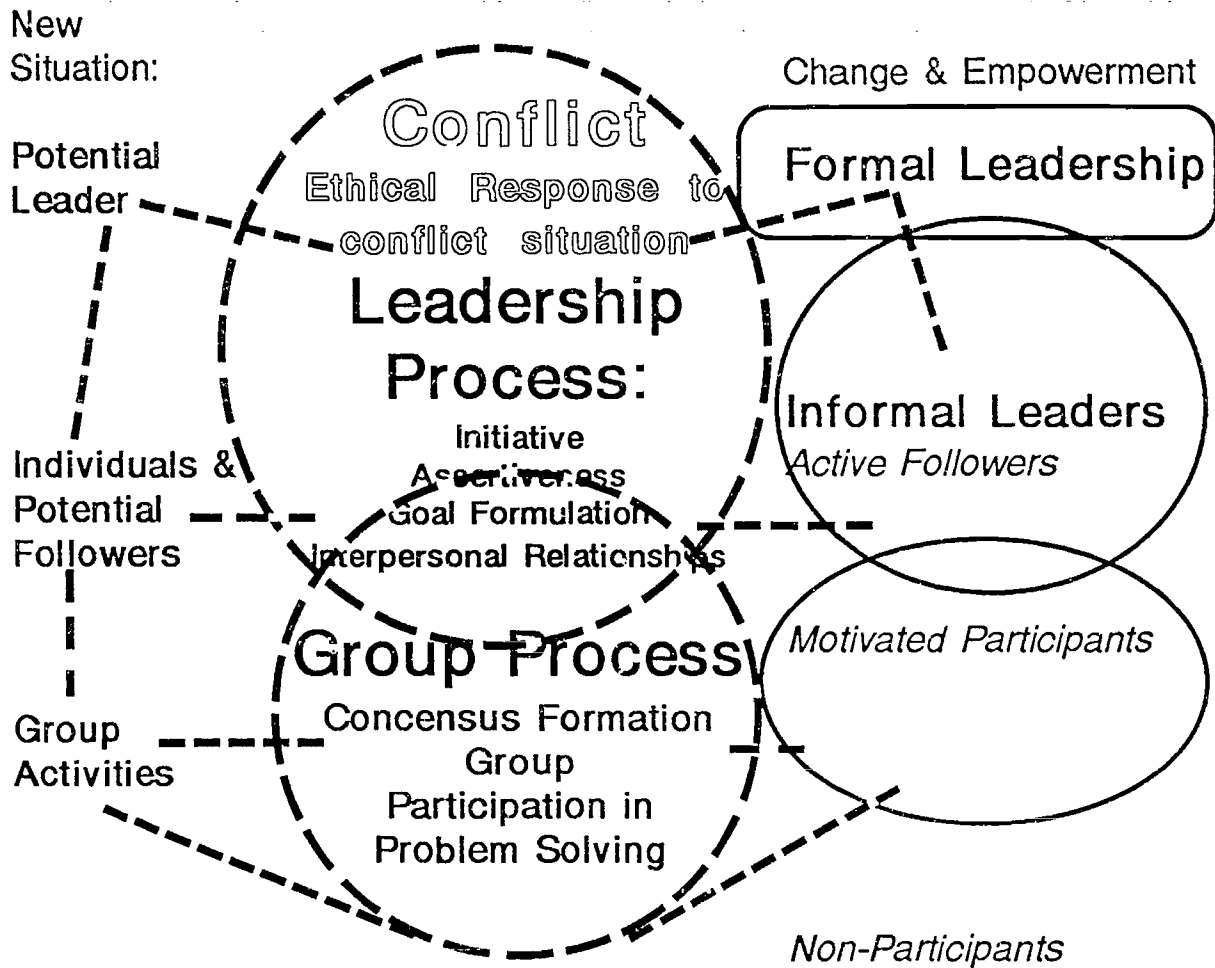 New
Situation:
Potential
Leader
Individuals &
Potential
Followers
Group
Activities
Conflict
Ethical Response to
conflict situation
Leadership
Process:
Initiative
Assertiveness
Goal Formulation
Interpersonal Relationships
Group Process
Concensus Formation
Group
Participation in
Problem Solving
Change & Empowerment
Formal Leadership
Informal Leaders
Active Followers
Motivated Participants
Non-Participants